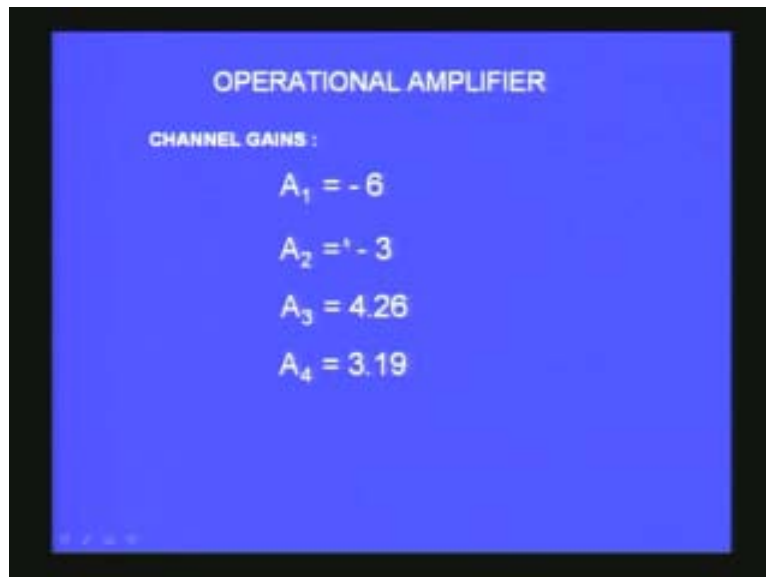 OPERATIONAL AMPLIFIER
CHANNEL GAINS :
A₁ = - 6
A₂ = - 3
A₃ = 4.26
A₄ = 3.19